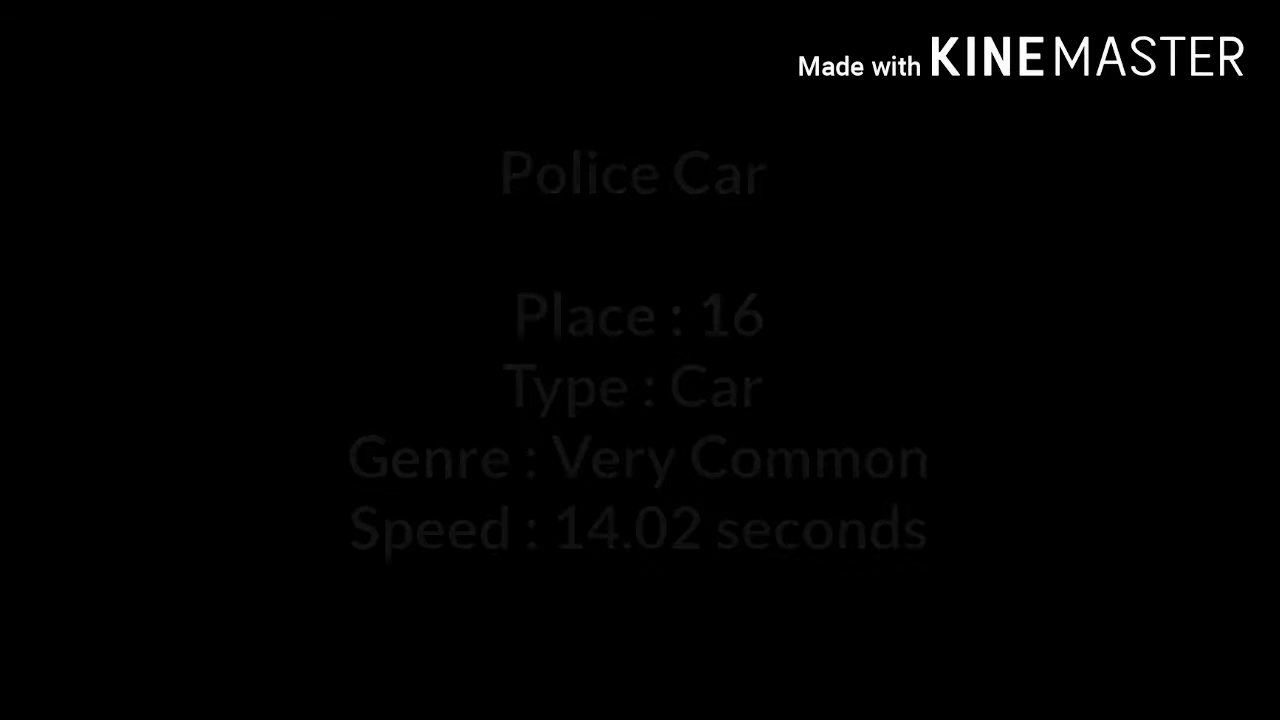 Made with KINEMASTER
Police Car
Place : 16
Type : Car
Genre : Very Common
Speed : 14.02 seconds